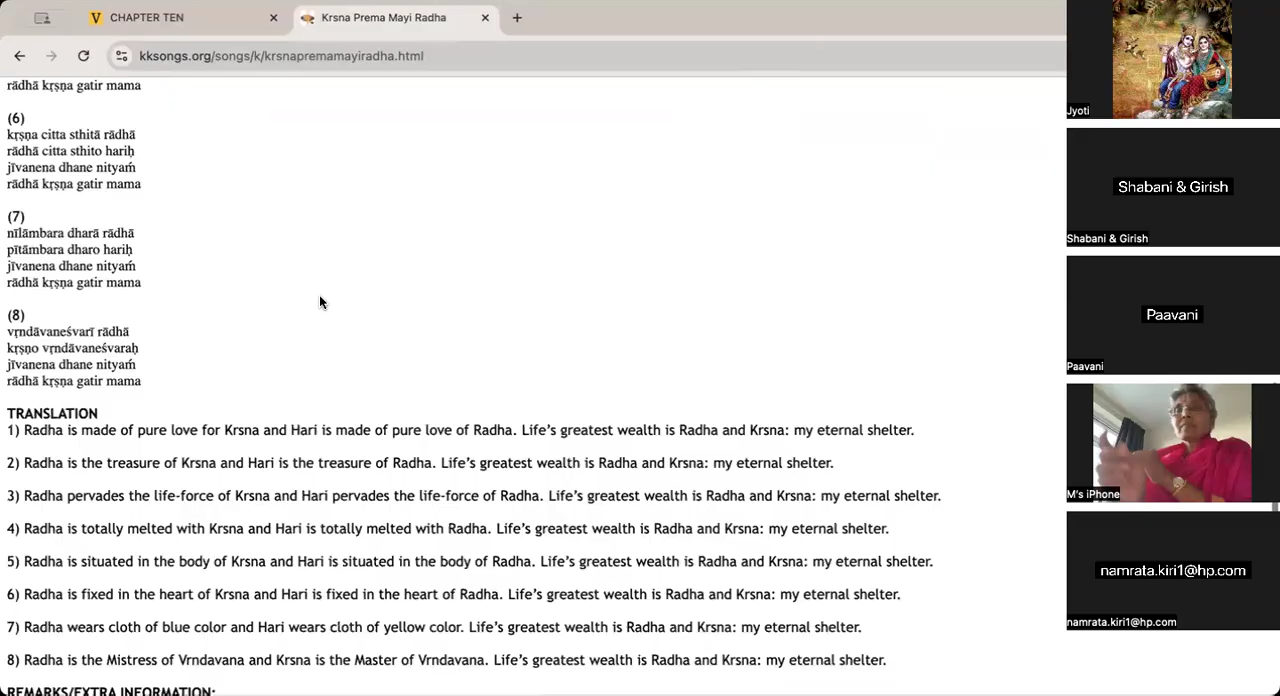 CHAPTER TEN
Krsna Prema Mayi Radha
kksongs.org/songs/k/krsnapremamayiradha.html
rādhā kṛṣṇa gatir mama
(6)
kṛṣṇa citta sthitā rādhā
rādhā citta sthito hariḥ
jīvanena dhane nityaḿ
rādhā kṛṣṇa gatir mama
(7)
nīlāmbara dharā rādhā
pītāmbara dharo hariḥ
jīvanena dhane nityaḿ
rādhā kṛṣṇa gatir mama
(8)
vṛndāvaneśvarī rādhā
kṛṣṇo vṛndāvaneśvaraḥ
jīvanena dhane nityaḿ
rādhā kṛṣṇa gatir mama
TRANSLATION
1) Radha is made of pure love for Krsna and Hari is made of pure love of Radha. Life’s greatest wealth is Radha and Krsna: my eternal shelter.
2) Radha is the treasure of Krsna and Hari is the treasure of Radha. Life’s greatest wealth is Radha and Krsna: my eternal shelter.
3) Radha pervades the life-force of Krsna and Hari pervades the life-force of Radha. Life’s greatest wealth is Radha and Krsna: my eternal shelter.
4) Radha is totally melted with Krsna and Hari is totally melted with Radha. Life’s greatest wealth is Radha and Krsna: my eternal shelter.
5) Radha is situated in the body of Krsna and Hari is situated in the body of Radha. Life’s greatest wealth is Radha and Krsna: my eternal shelter.
6) Radha is fixed in the heart of Krsna and Hari is fixed in the heart of Radha. Life’s greatest wealth is Radha and Krsna: my eternal shelter.
7) Radha wears cloth of blue color and Hari wears cloth of yellow color. Life’s greatest wealth is Radha and Krsna: my eternal shelter.
8) Radha is the Mistress of Vrndavana and Krsna is the Master of Vrndavana. Life’s greatest wealth is Radha and Krsna: my eternal shelter.
REMARKS/EXTRA INFORMATION:
Jyoti
Shabani & Girish
Shabani & Girish
Paavani
Paavani
M's iPhone
namrata.kiri1@hp.com
namrata.kiri1@hp.com